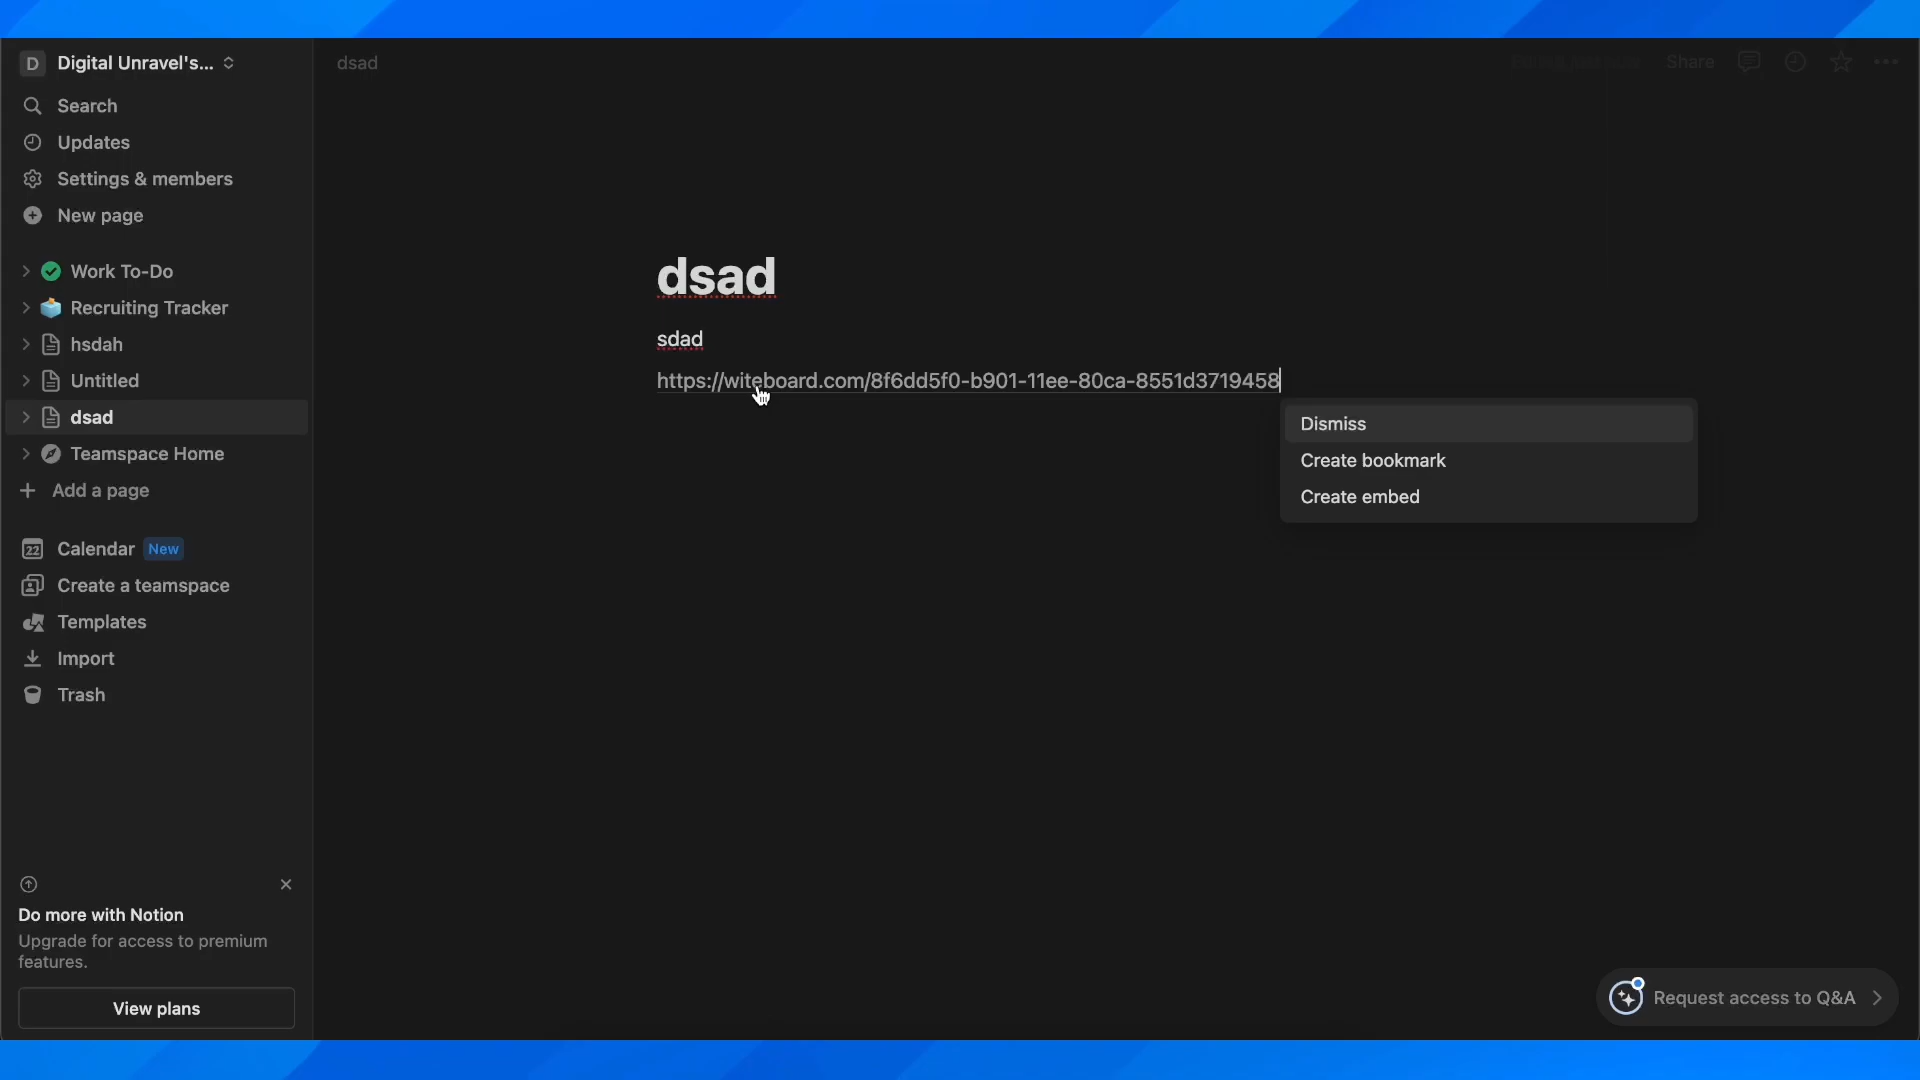 D Digital Unravel's...
Search
Updates
Settings & members
New page
Work To-Do
Recruiting Tracker
hsdah
Untitled
dsad
Teamspace Home
Add a page
22 Calendar New
Create a teamspace
Templates
Import
Trash
Do more with Notion
Upgrade for access to premium
features.
View plans
dsad
Share
dsad
sdad
https://witeboard.com/8f6dd5f0-b901-11ee-80ca-8551d3719458
Dismiss
Create bookmark
Create embed
Request access to Q&A